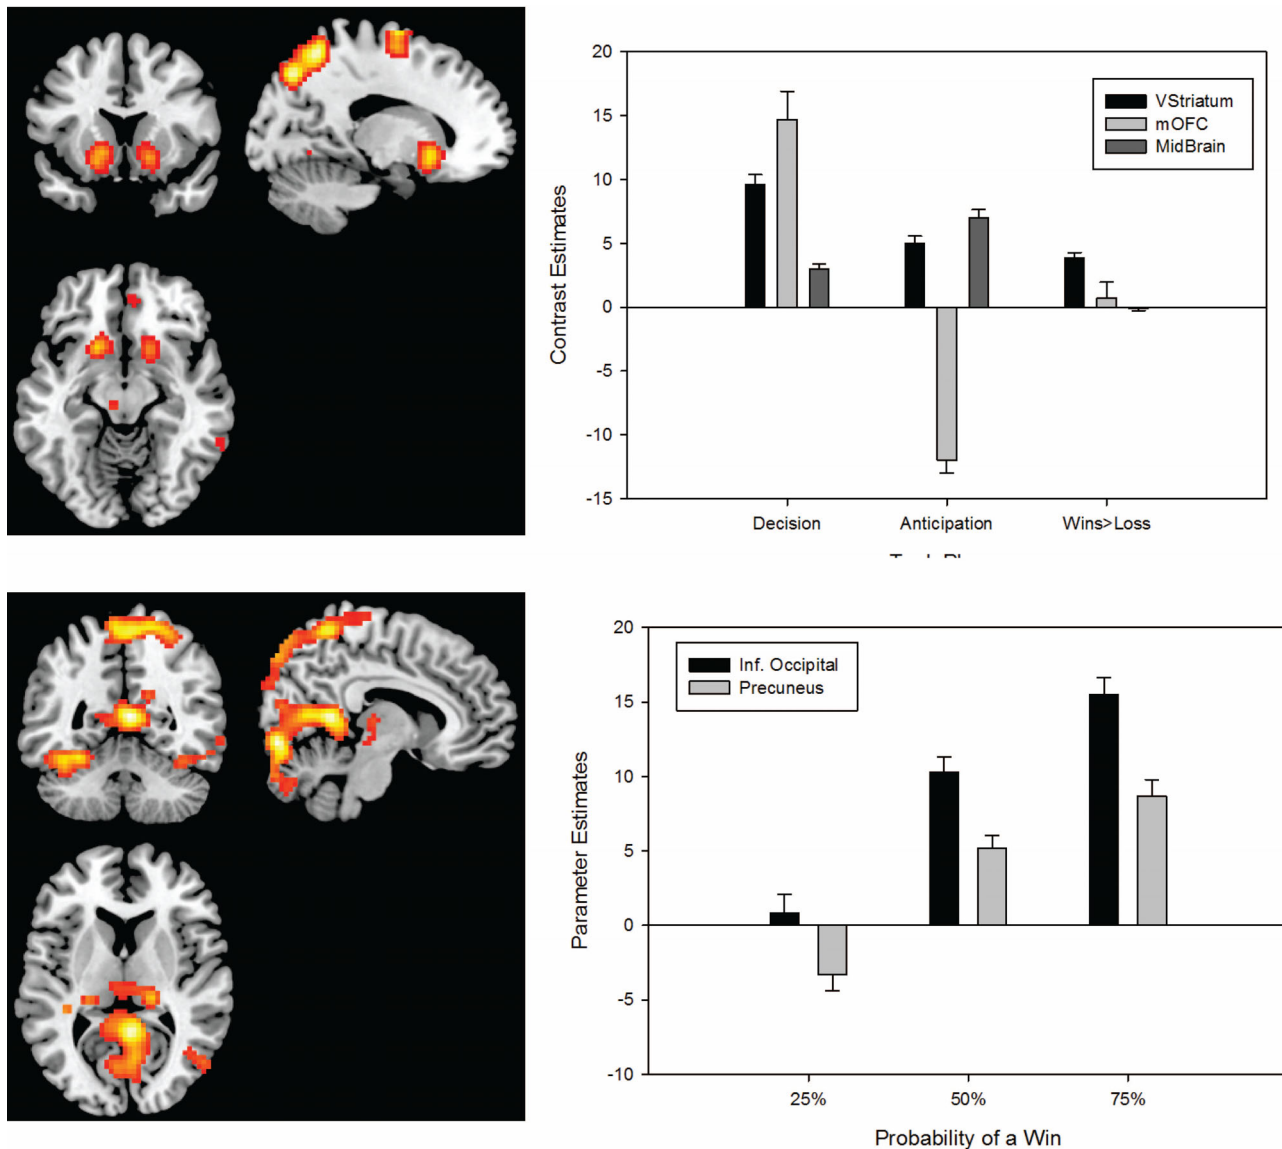 20
15
10
5
0
-5
-10
-15
Contrast Estimates
VStriatum
mOFC
MidBrain
Decision Anticipation Wins>Loss
20
15
10
5
0
-5
-10
Parameter Estimates
Inf. Occipital
Precuneus
25% 50% 75%
Probability of a Win